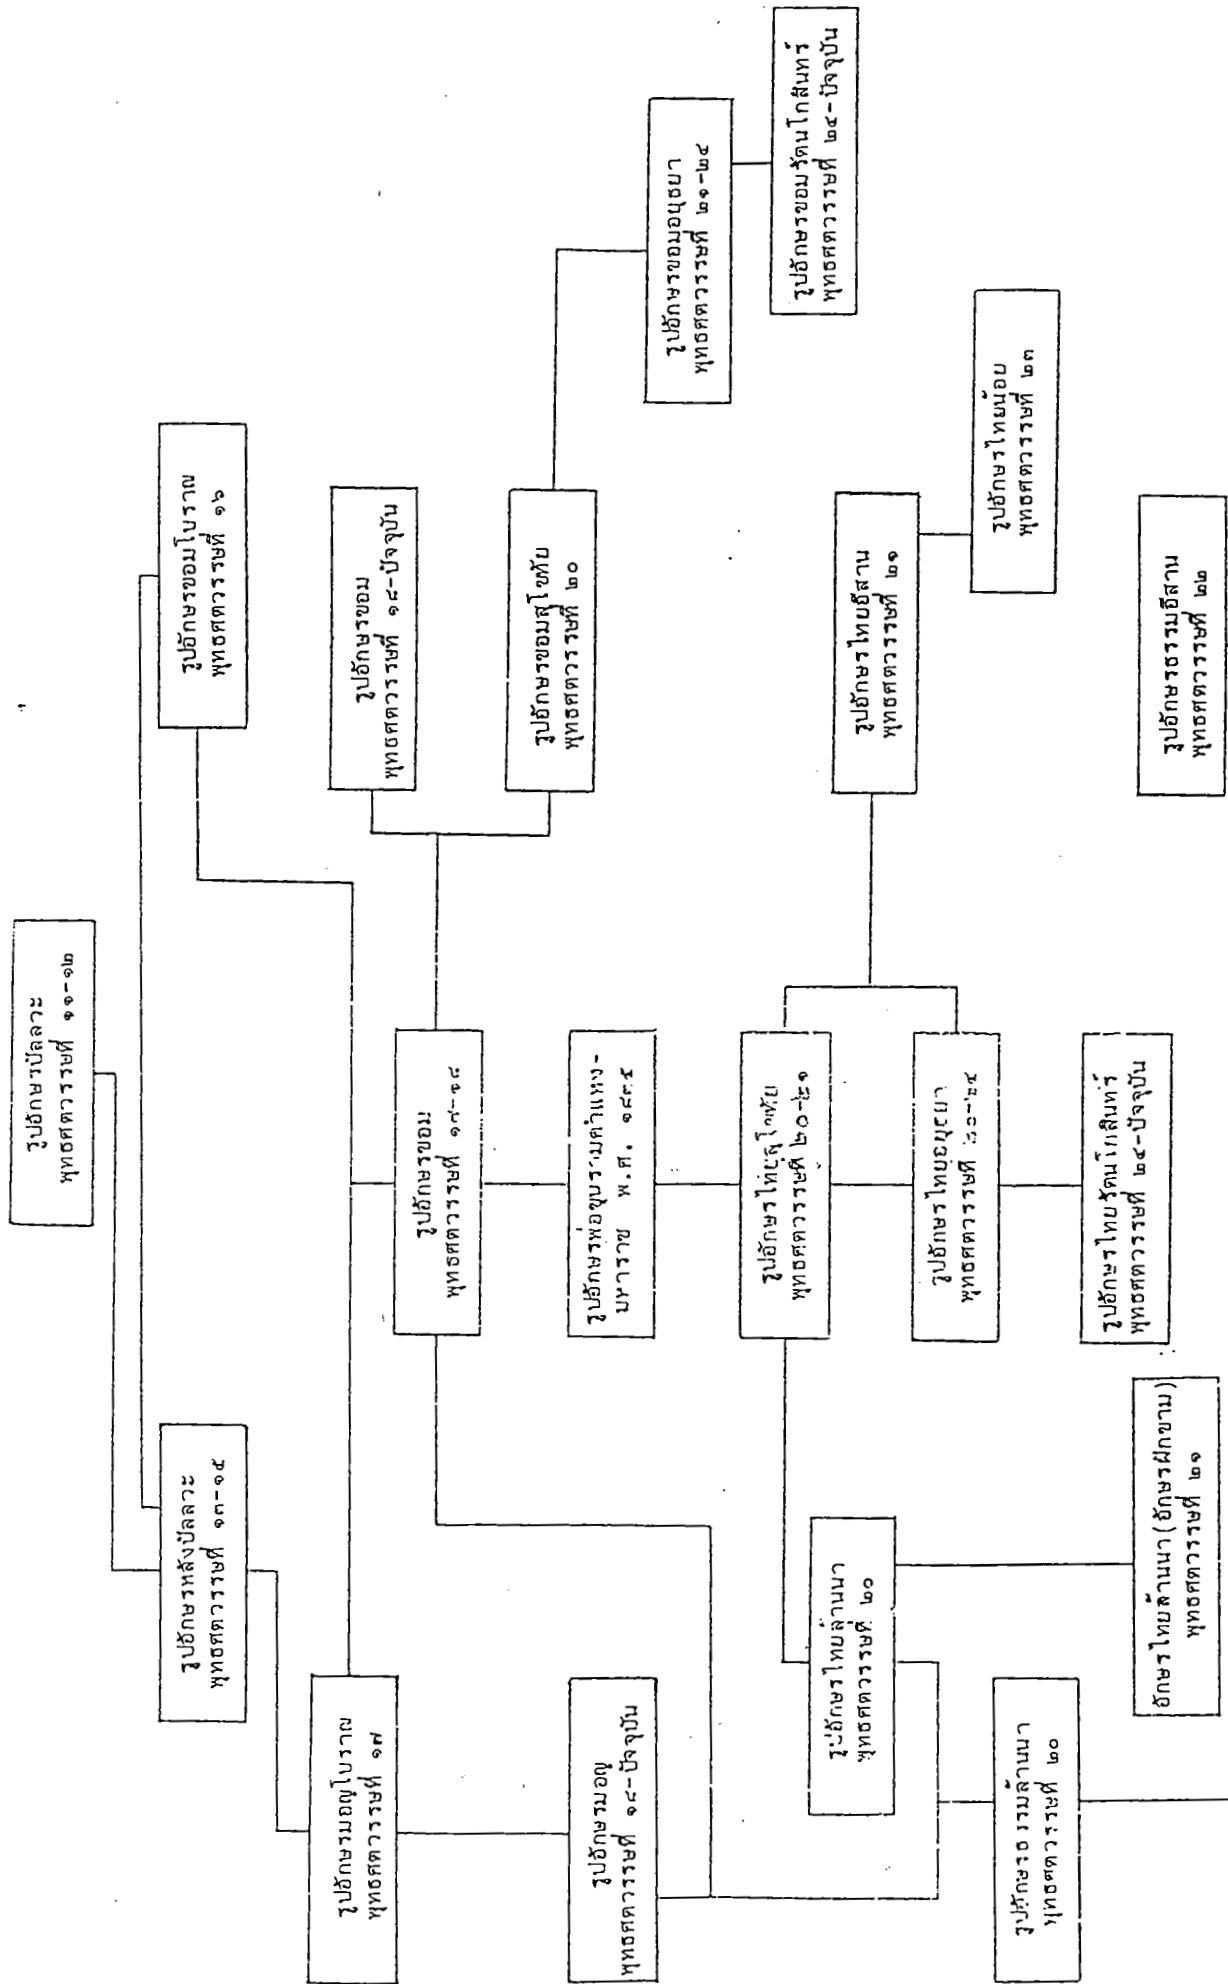 รูปอักษรปัลลวะ
พุทธศตวรรษที่ ๑๑-๑๒
รูปอักษรหลังปัลลวะ
พุทธศตวรรษที่ ๑๓-๑๔
รูปอักษรขอมโบราณ
พุทธศตวรรษที่ ๑๖
รูปอักษรมอญโบราณ
พุทธศตวรรษที่ ๑๗
รูปอักษรขอม
พุทธศตวรรษที่ ๑๗-๑๘
รูปอักษรขอม
พุทธศตวรรษที่ ๑๘-ปัจจุบัน
รูปอักษรขอมสุโขทัย
พุทธศตวรรษที่ ๒๐
รูปอักษรขอมอยุธยา
พุทธศตวรรษที่ ๒๑-๒๔
รูปอักษรขอมรัตนโกสินทร์
พุทธศตวรรษที่ ๒๔-ปัจจุบัน
รูปอักษรมอญ
พุทธศตวรรษที่ ๑๘-ปัจจุบัน
รูปอักษรพ่อขุนรามคำแหง-
มหาราช พ.ศ.
รูปอักษรไทยล้านนา
พุทธศตวรรษที่ ๒๐
รูปอักษรไทยสุโขทัย
พุทธศตวรรษที่ ๒๐-๒๑
รูปอักษรไทยอีสาน
พุทธศตวรรษที่ ๒๑
รูปอักษรไทยอยุธยา
พุทธศตวรรษที่
รูปอักษรไทยน้อย
พุทธศตวรรษที่ ๒๓
รูปอักษรธรรมล้านนา
พุทธศตวรรษที่ ๒๐
อักษรไทยล้านนา(อักษรฝักขาม)
พุทธศตวรรษที่ ๒๑
รูปอักษรไทยรัตนโกสินทร์
พุทธศตวรรษที่ ๒๔-ปัจจุบัน
รูปอักษรธรรมอีสาน
พุทธศตวรรษที่ ๒๒